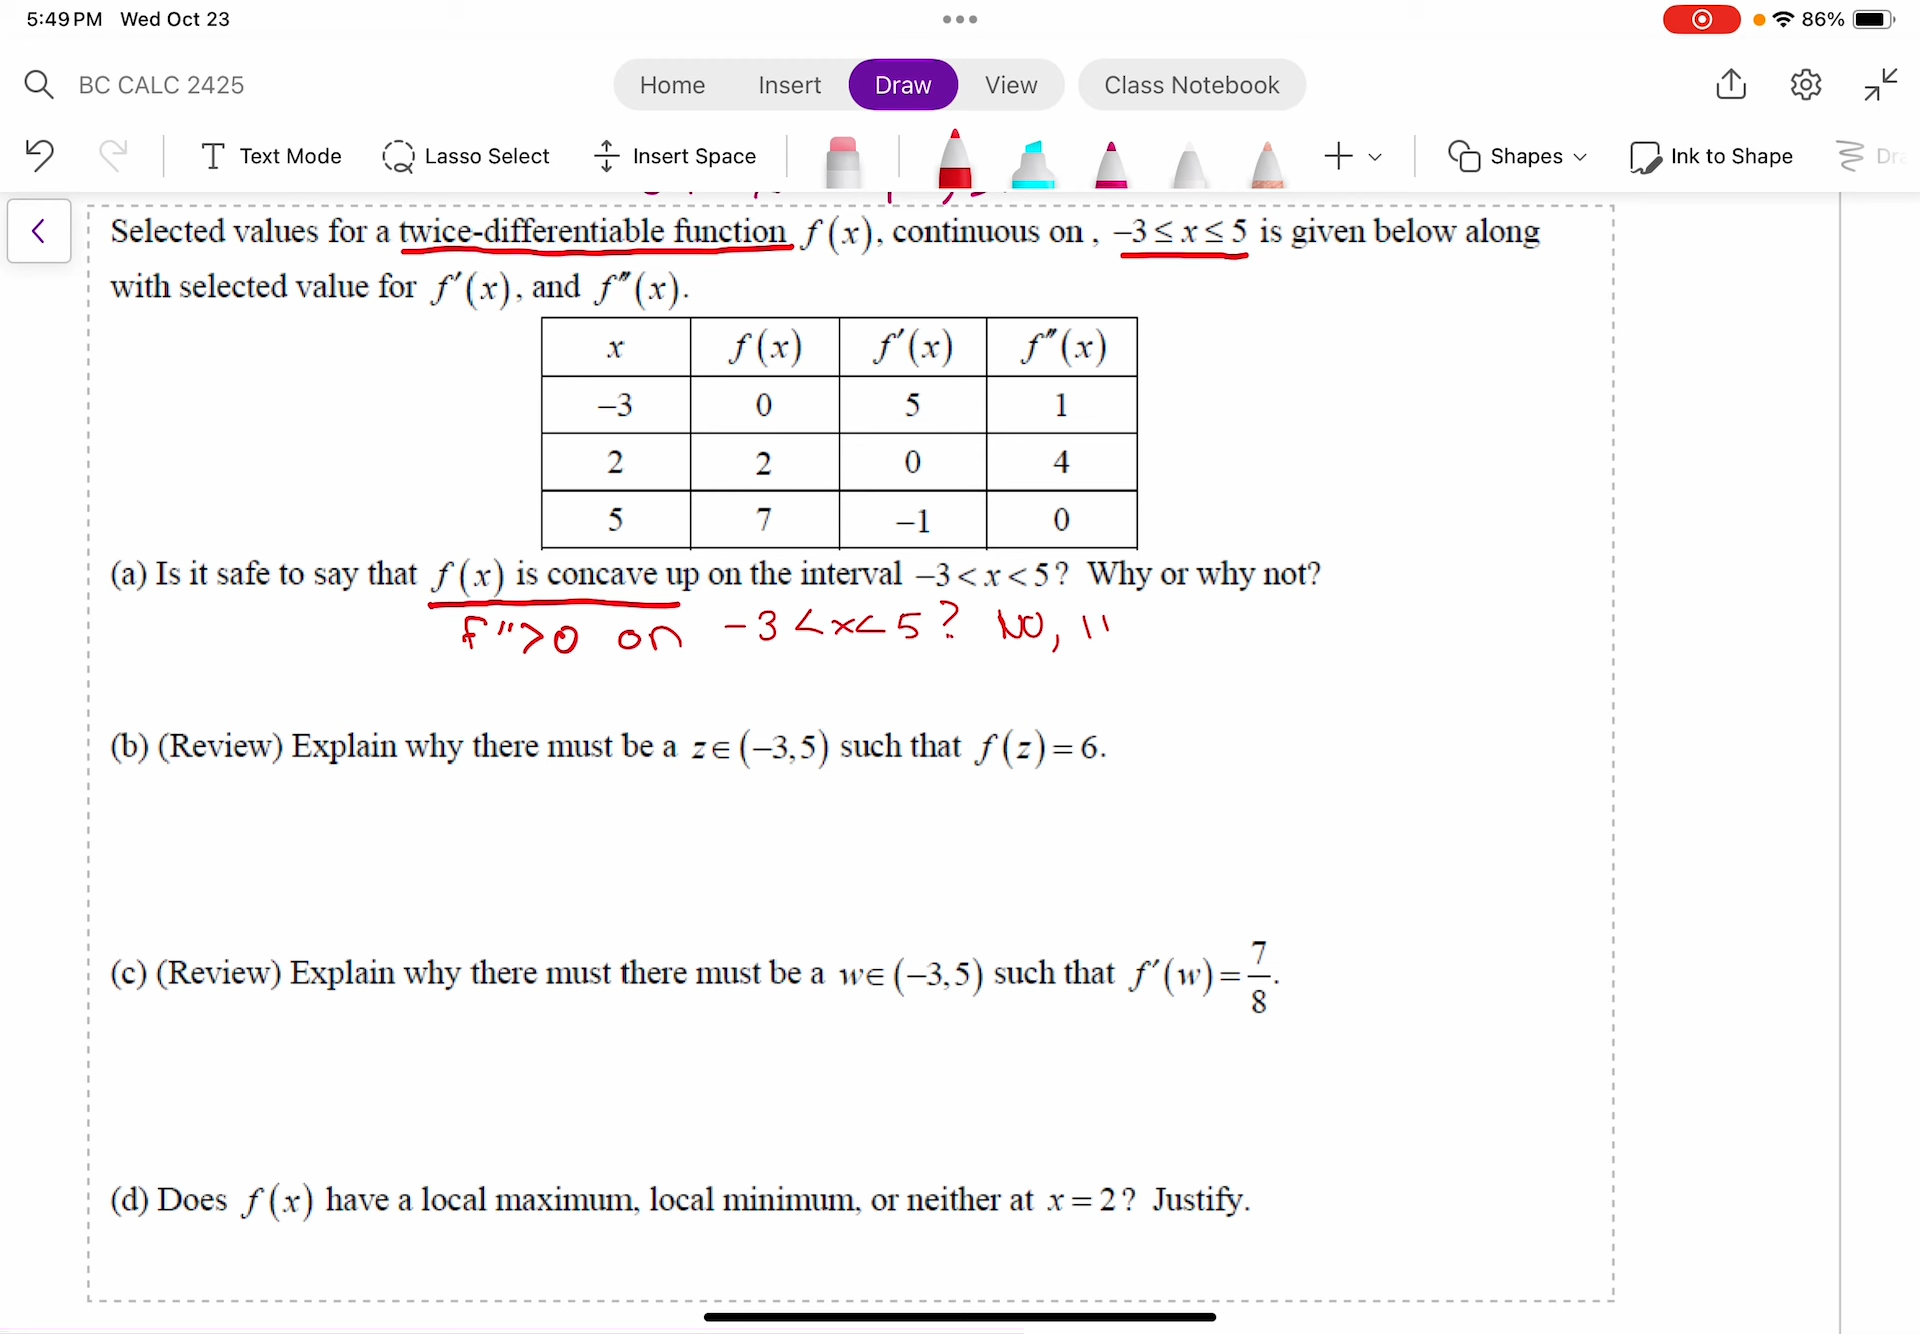 5:49 PM Wed Oct 23
86%
BC CALC 2425
Home Insert Draw View Class Notebook
Text Mode Lasso Select Insert Space Shapes Ink to Shape
Selected values for a twice-differentiable function f(x), continuous on , −3≤x≤5 is given below along
with selected value for f′(x), and f″(x).
x f(x) f′(x) f″(x)
−3 0 5 1
2 2 0 4
5 7 −1 0
(a) Is it safe to say that f(x) is concave up on the interval −3<x<5? Why or why not?
f">0 on -3<x<5? NO,
(b) (Review) Explain why there must be a z∈(−3,5) such that f(z)=6.
(c) (Review) Explain why there must there must be a w∈(−3,5) such that f′(w)=7/8.
(d) Does f(x) have a local maximum, local minimum, or neither at x=2? Justify.